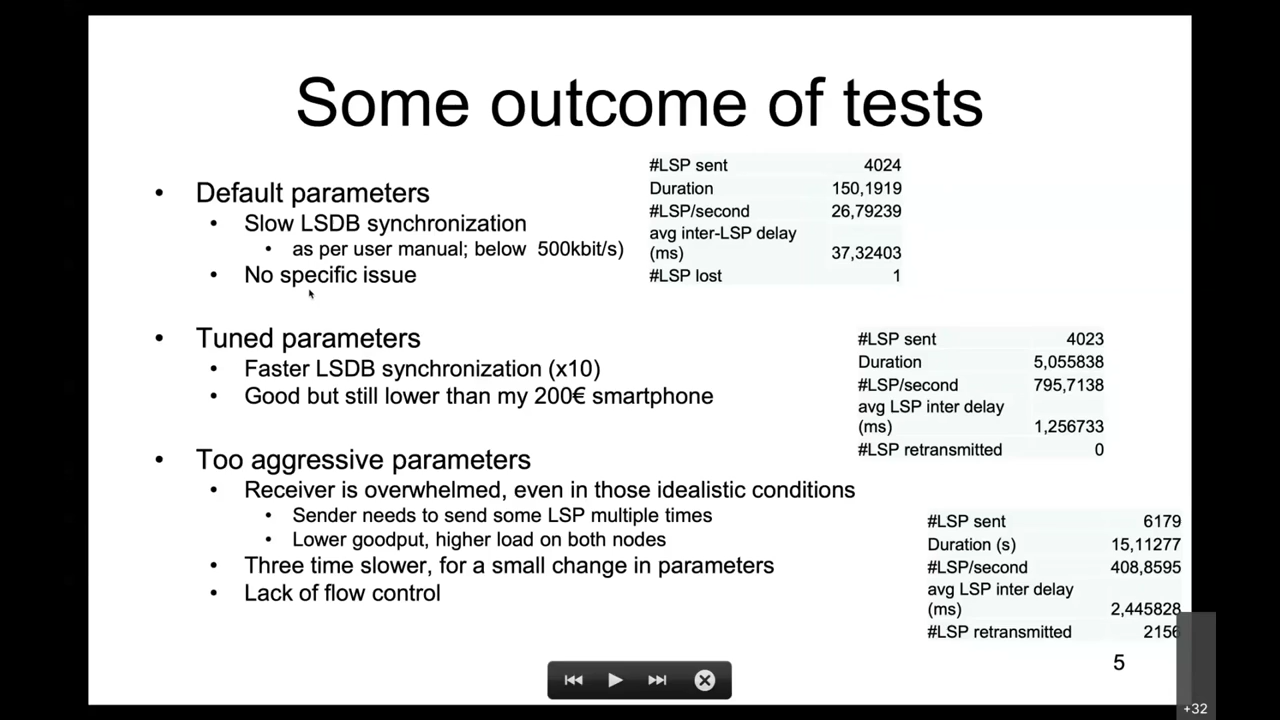 Some outcome of tests
• Default parameters
• Slow LSDB synchronization
• as per user manual; below 500kbit/s)
• No specific issue
#LSP sent 4024
Duration 150,1919
#LSP/second 26,79239
avg inter-LSP delay
(ms) 37,32403
#LSP lost 1
• Tuned parameters
• Faster LSDB synchronization (x10)
• Good but still lower than my 200€ smartphone
#LSP sent 4023
Duration 5,055838
#LSP/second 795,7138
avg LSP inter delay
(ms) 1,256733
#LSP retransmitted 0
• Too aggressive parameters
• Receiver is overwhelmed, even in those idealistic conditions
• Sender needs to send some LSP multiple times
• Lower goodput, higher load on both nodes
• Three time slower, for a small change in parameters
• Lack of flow control
#LSP sent 6179
Duration (s) 15,11277
#LSP/second 408,8595
avg LSP inter delay
(ms) 2,445828
#LSP retransmitted 2156
5
+32